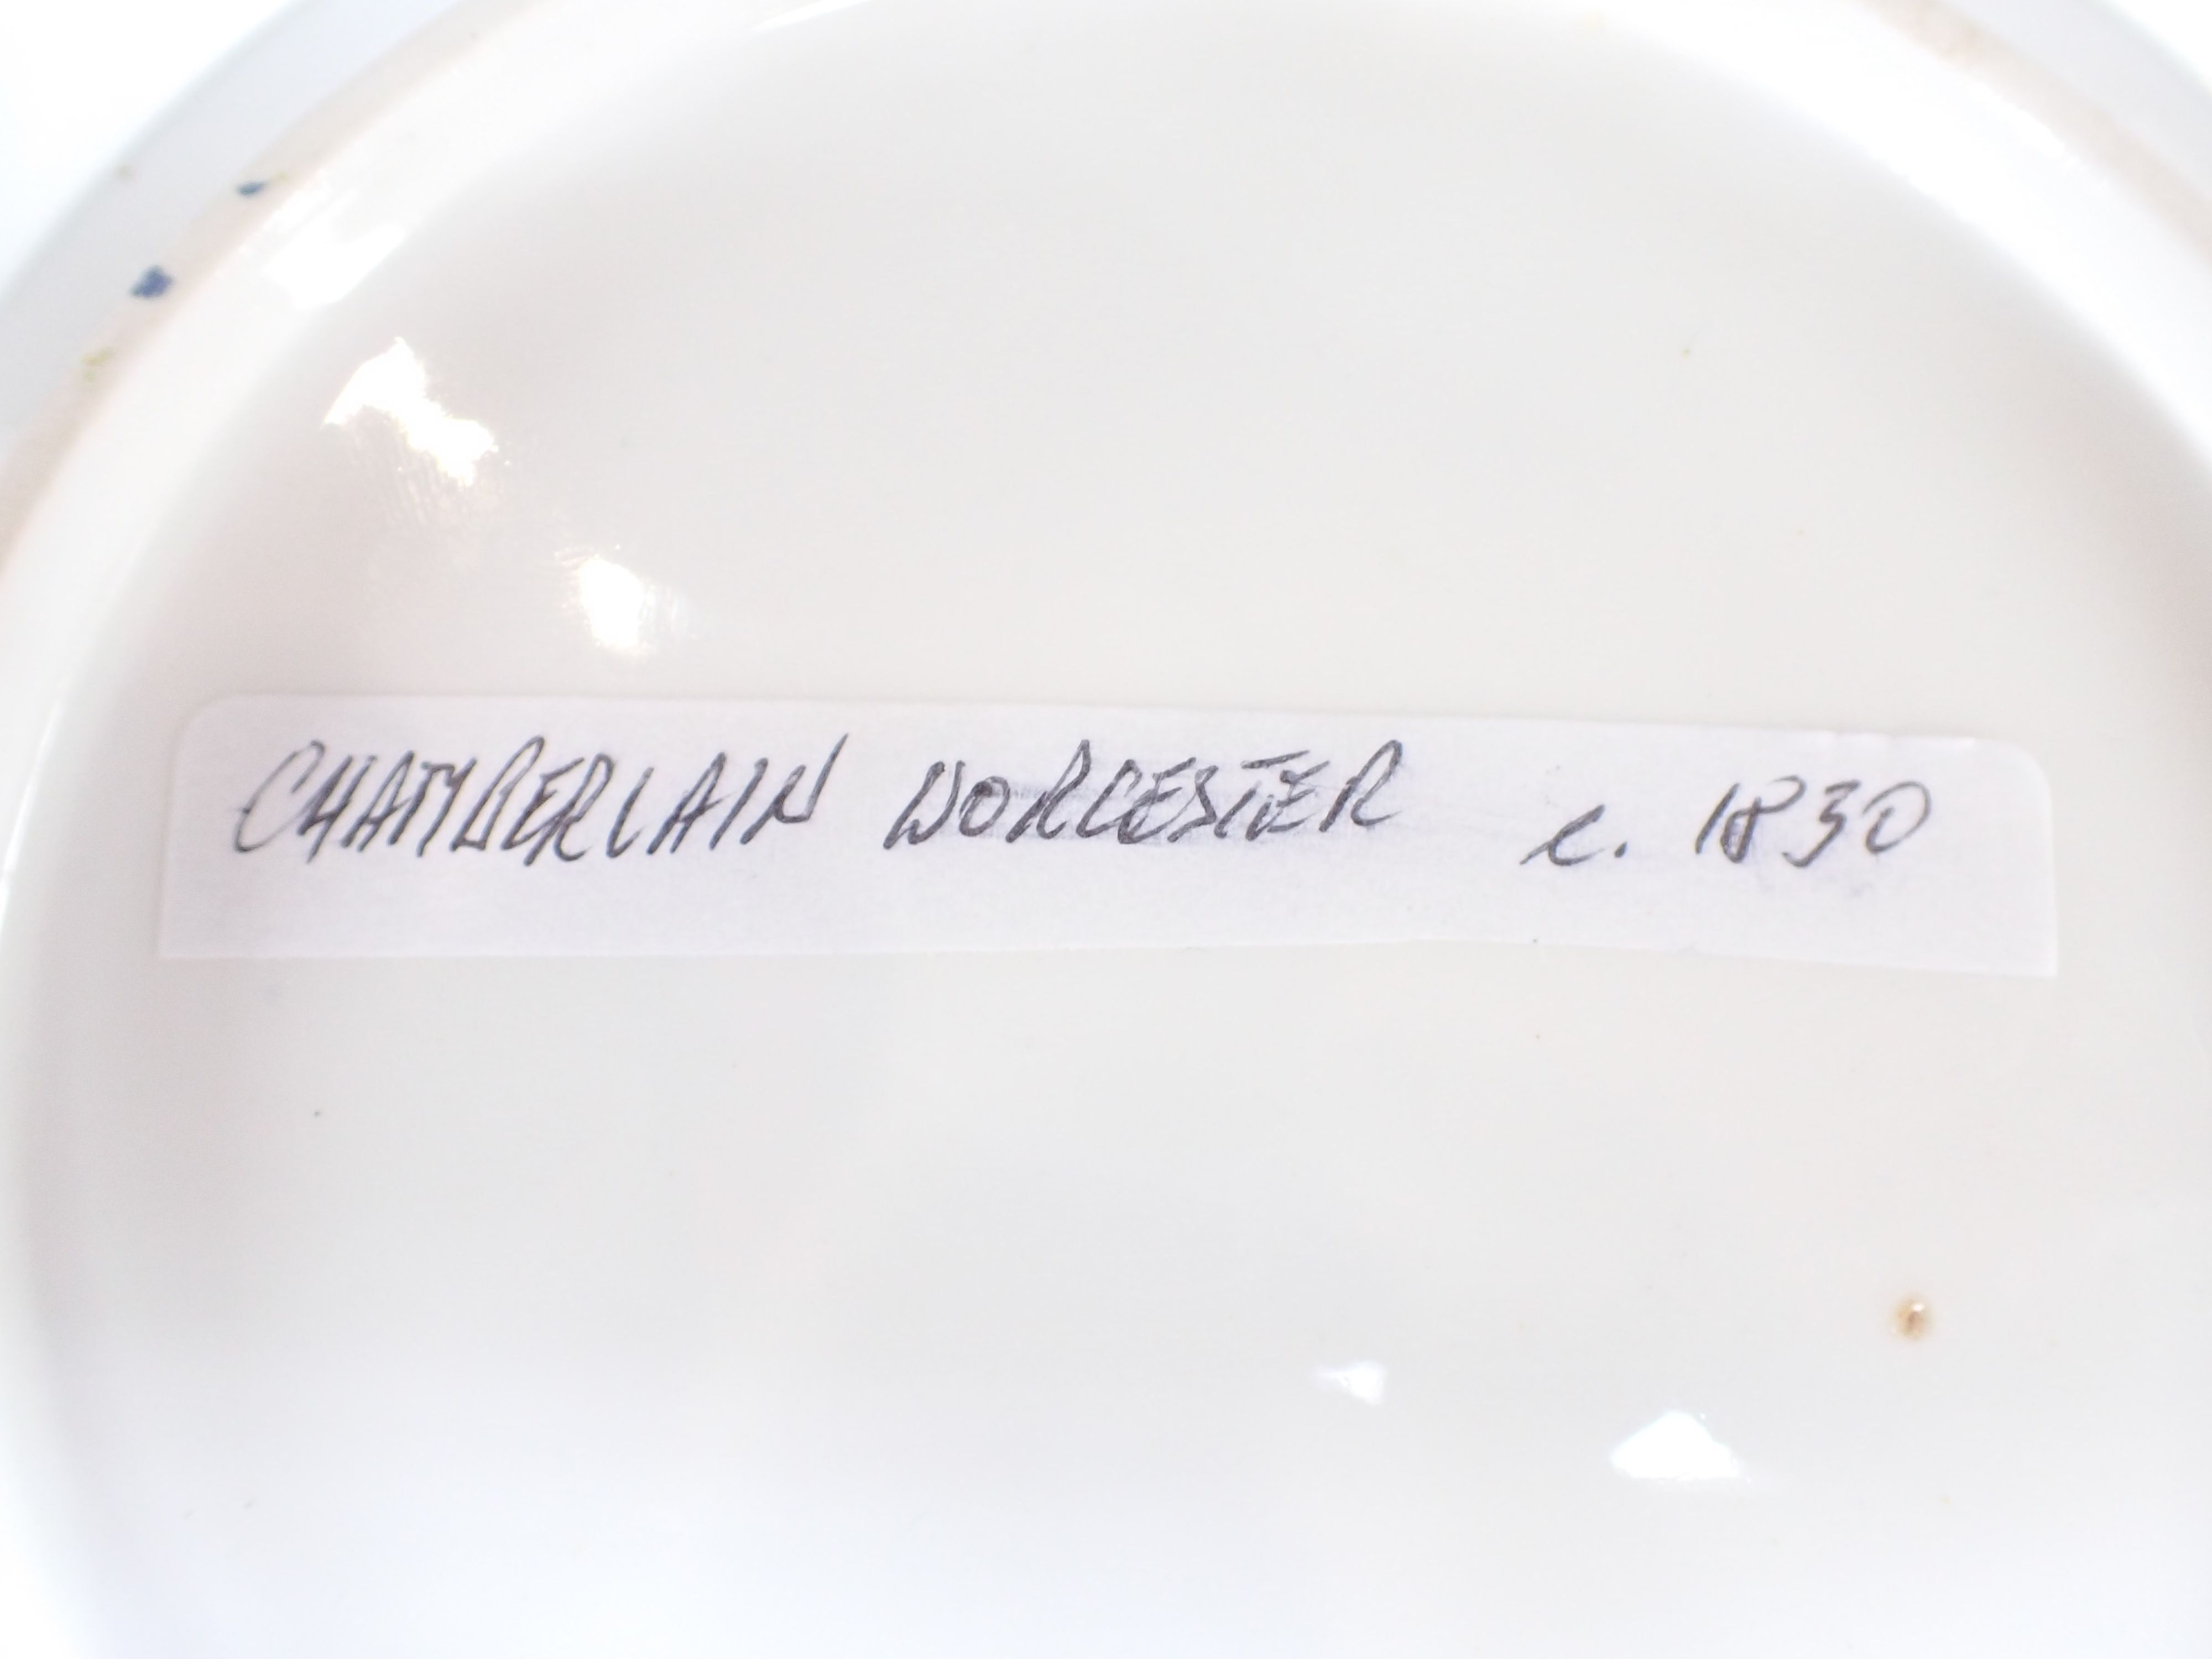 CHAMBERLAIN WORCESTER c. 1830